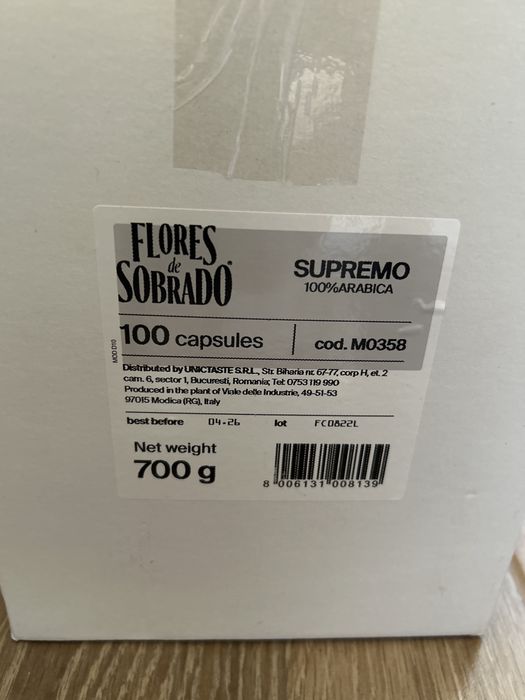 FLORES
de
SOBRADO®
SUPREMO
100%ARABICA
100 capsules
cod. M0358
MOD D10
Distributed by UNICTASTE S.R.L., Str. Biharia nr. 67-77, corp H, et. 2
cam. 6, sector 1, Bucuresti, Romania; Tel: 0753 119 990
Produced in the plant of Viale delle Industrie, 49-51-53
97015 Modica (RG), Italy
best before 04.26 lot FC0822L
Net weight
700 g
8 006131 008139